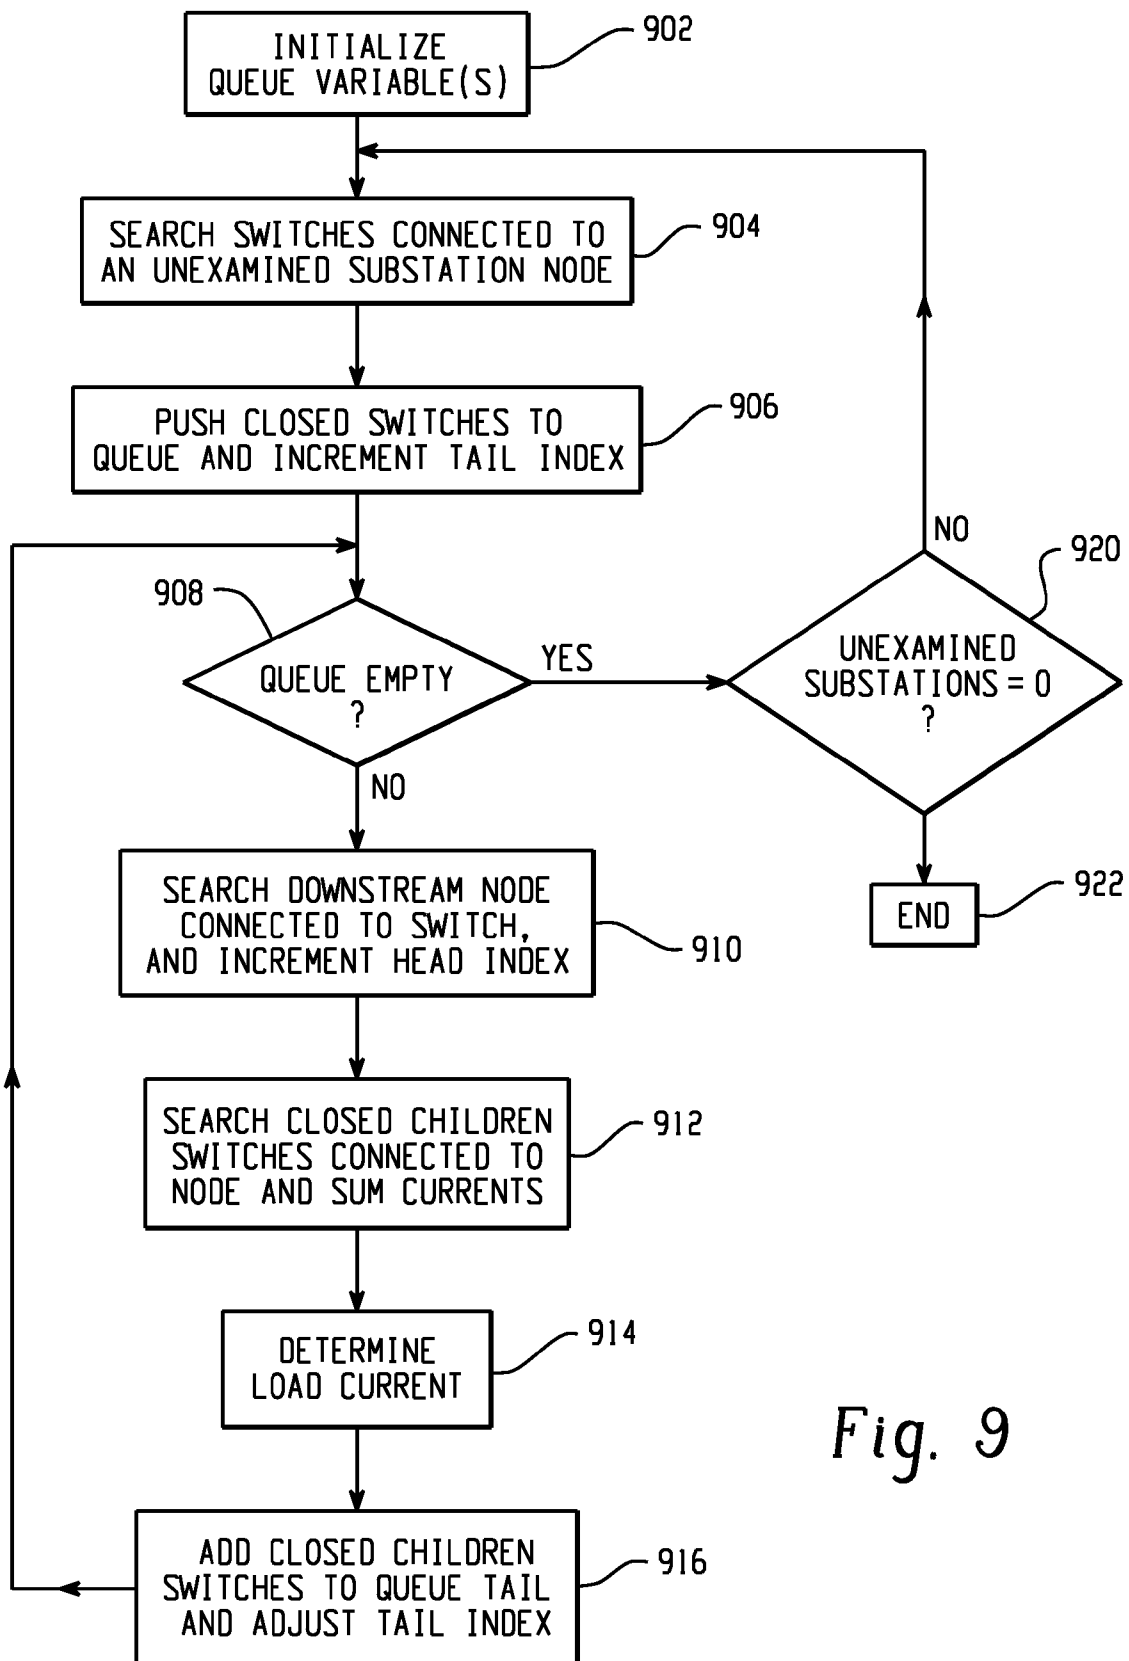 INITIALIZE
QUEUE VARIABLE(S)
902
SEARCH SWITCHES CONNECTED TO
AN UNEXAMINED SUBSTATION NODE
904
PUSH CLOSED SWITCHES TO
QUEUE AND INCREMENT TAIL INDEX
906
908
QUEUE EMPTY
?
YES
NO
UNEXAMINED
SUBSTATIONS = 0
?
920
NO
END
922
SEARCH DOWNSTREAM NODE
CONNECTED TO SWITCH,
AND INCREMENT HEAD INDEX
910
SEARCH CLOSED CHILDREN
SWITCHES CONNECTED TO
NODE AND SUM CURRENTS
912
DETERMINE
LOAD CURRENT
914
ADD CLOSED CHILDREN
SWITCHES TO QUEUE TAIL
AND ADJUST TAIL INDEX
916
Fig. 9